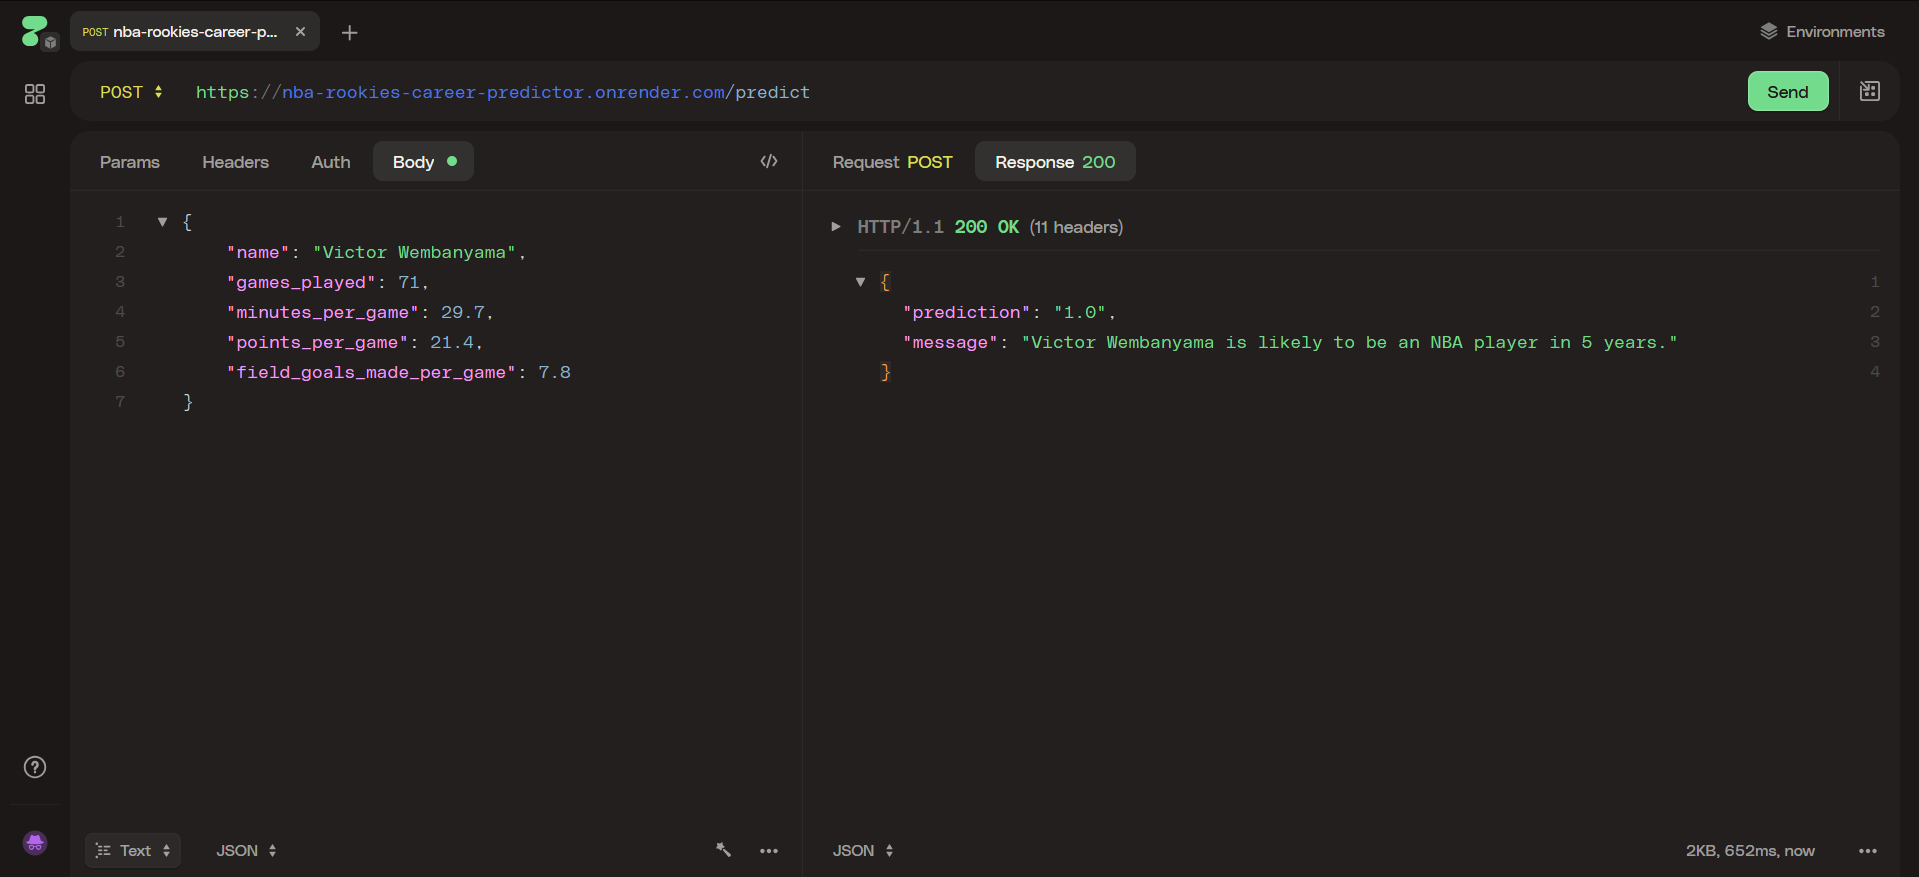 POST nba-rookies-career-p...
Environments
POST https://nba-rookies-career-predictor.onrender.com/predict
Send
Params Headers Auth Body
Request POST Response 200
1 {
2 "name": "Victor Wembanyama",
3 "games_played": 71,
4 "minutes_per_game": 29.7,
5 "points_per_game": 21.4,
6 "field_goals_made_per_game": 7.8
7 }
HTTP/1.1 200 OK (11 headers)
{ 1
"prediction": "1.0", 2
"message": "Victor Wembanyama is likely to be an NBA player in 5 years." 3
} 4
Text JSON
JSON 2KB, 652ms, now